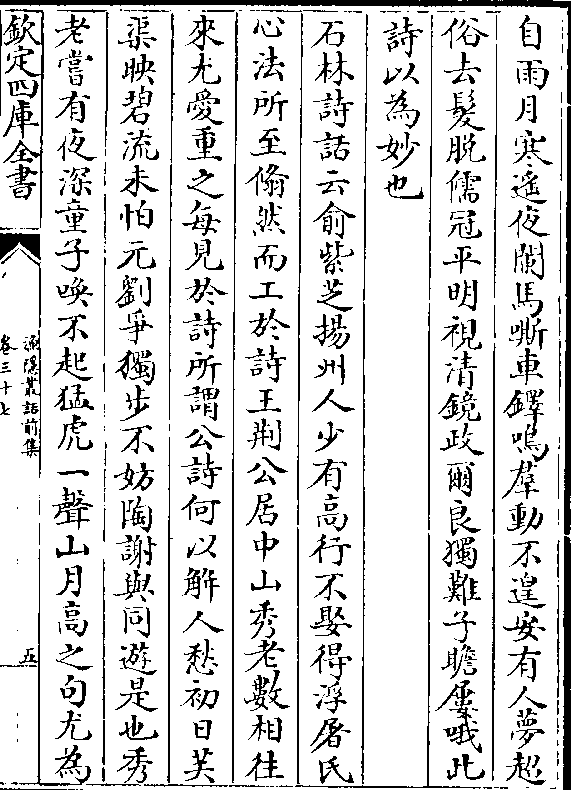 自雨月寒遥夜闌馬嘶車鐸鳴羣動不遑安有人夢超
俗去髮脱儒冠平明視清鏡政爾良獨難子瞻屢哦此
詩以為妙也
石林詩話云俞紫芝揚州人少有高行不娶得浮屠氏
心法所至翛然而工於詩王荆公居中山秀老數相往
來尤愛重之每見於詩所謂公詩何以解人愁初日芙
渠映碧流未怕元劉爭獨步不妨陶謝與同遊是也秀
老嘗有夜深童子喚不起猛虎一聲山月高之句尤為
欽定四庫全書
漁隱叢話前集
卷三十七
五